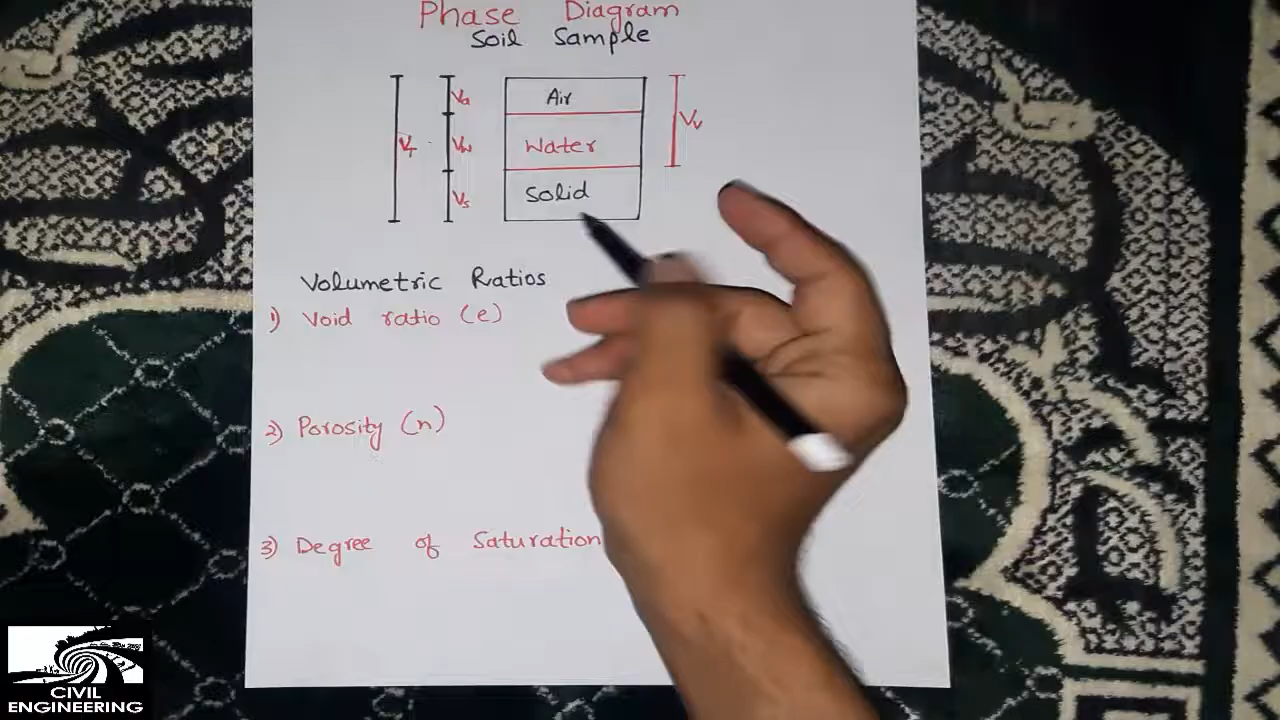 Phase Diagram
Soil Sample
Va
Air
VT
Vw
Water
Vv
Vs
Solid
Volumetric Ratios
1) Void ratio (e)
2) Porosity (n)
3) Degree of Saturation
CIVIL
ENGINEERING